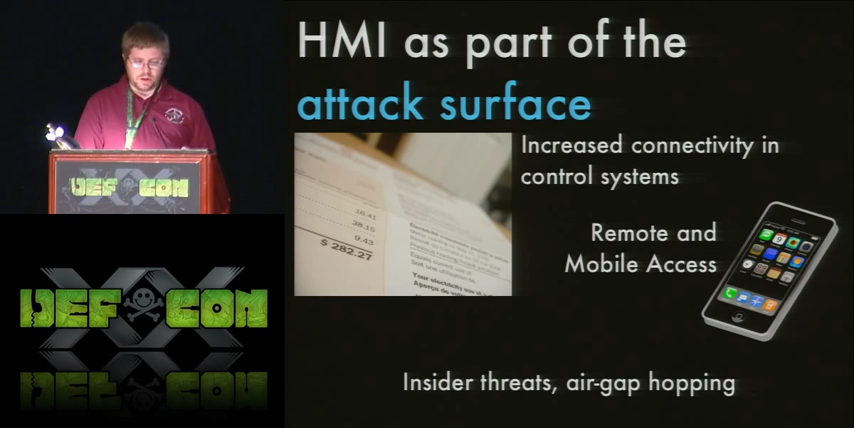 HMI as part of the
attack surface
Increased connectivity in
control systems
Remote and
Mobile Access
Insider threats, air-gap hopping
16.41
38.15
9.43
$ 282.27
DEF CON
DEF CON
XX